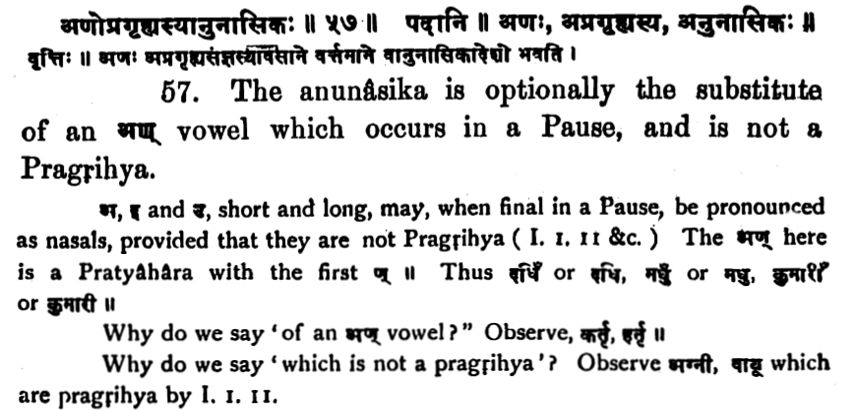 अणोप्रगृह्यस्यानुनासिकः ॥ ५७ ॥ पदानि ॥ अणः, अप्रगृह्यस्य, अनुनासिकः ॥
वृत्तिः ॥ अणः अप्रगृह्यसंज्ञस्यावसाने वर्त्तमाने वानुनासिकादेशो भवति ।
57. The anunâsika is optionally the substitute
of an अण् vowel which occurs in a Pause, and is not a
Pragṛihya.
अ, इ and उ, short and long, may, when final in a Pause, be pronounced
as nasals, provided that they are not Pragṛihya ( I. 1. 11 &c. ) The अण् here
is a Pratyâhâra with the first ण् ॥ Thus दधिँ or दधि, मधुँ or मधु, कुमारीँ
or कुमारी ॥
Why do we say ‘of an अण् vowel?” Observe, कर्तृ, हर्तृ ॥
Why do we say ‘which is not a pragṛihya’? Observe अग्नी, वायू which
are pragṛihya by I. 1. 11.